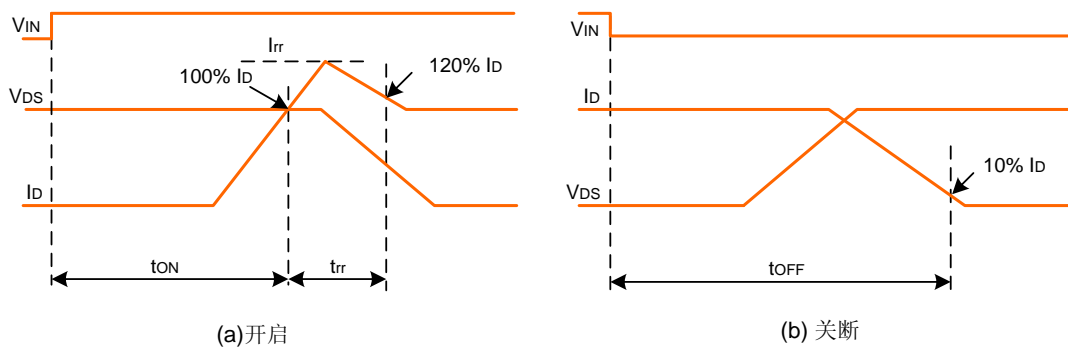 VIN
Irr
100% ID
120% ID
VDS
ID
tON
trr
(a)开启
VIN
ID
10% ID
VDS
tOFF
(b) 关断